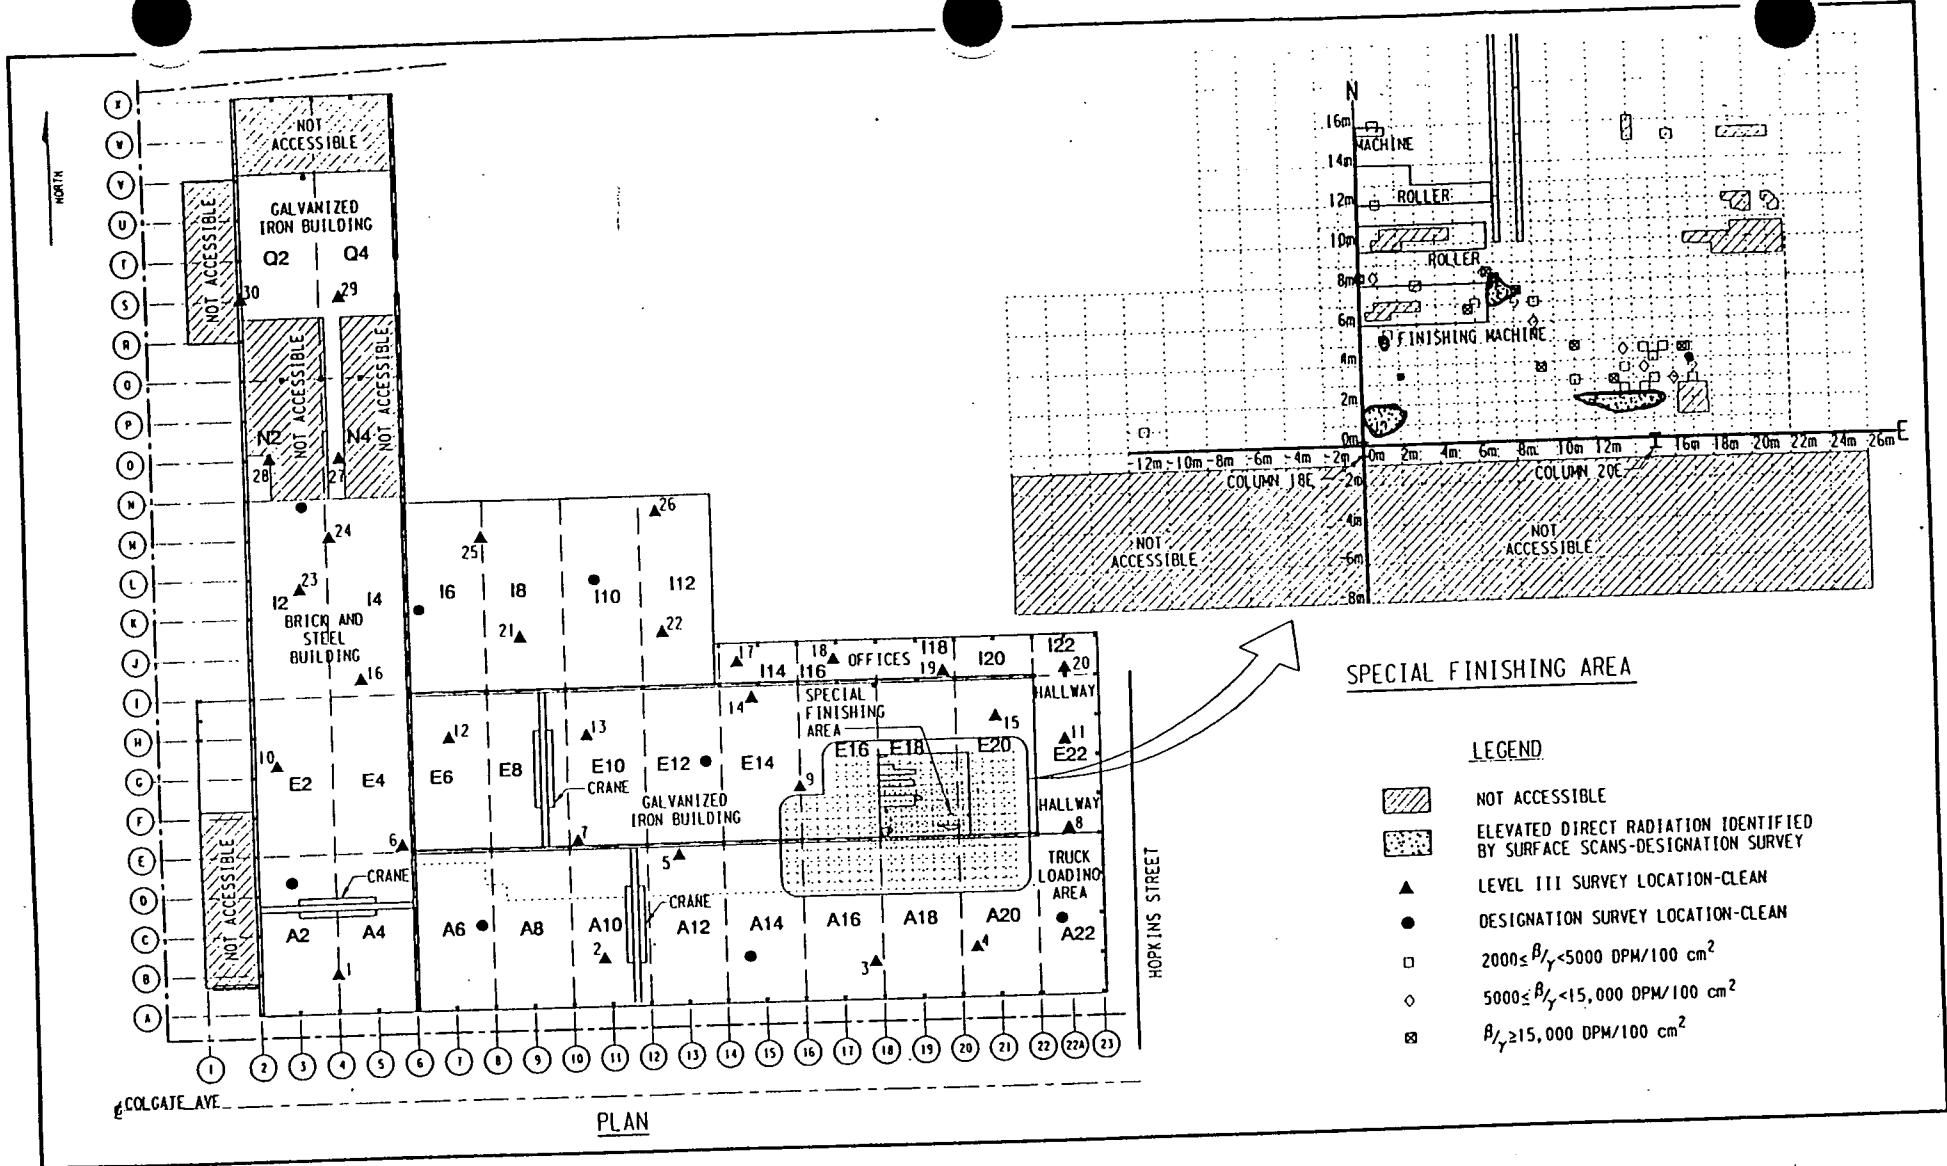 NORTH
X
W
V
U
T
S
R
Q
P
O
N
M
L
K
J
I
H
G
F
E
D
C
B
A
NOT
ACCESSIBLE
NOT ACCESSIBLE
GALVANIZED
IRON BUILDING
Q2
Q4
30
29
NOT ACCESSIBLE
NOT ACCESSIBLE
N2
N4
28
27
24
23
I2
I4
BRICK AND
STEEL
BUILDING
16
25
26
I6
I8
I10
I12
21
22
17
I14
I16
18
OFFICES
I18
19
I20
I22
20
HALLWAY
SPECIAL
FINISHING
AREA
14
15
11
E22
12
13
10
E2
E4
E6
E8
E10
E12
E14
E16
E18
E20
CRANE
9
GALVANIZED
IRON BUILDING
HALLWAY
8
6
7
5
NOT ACCESSIBLE
CRANE
CRANE
TRUCK
LOADING
AREA
A2
A4
A6
A8
A10
A12
A14
A16
A18
A20
A22
1
2
3
4
HOPKINS STREET
1
2
3
4
5
6
7
8
9
10
11
12
13
14
15
16
17
18
19
20
21
22
22A
23
COLGATE AVE
PLAN
N
16m
MACHINE
14m
12m
ROLLER
10m
ROLLER
8m
6m
FINISHING MACHINE
4m
2m
0m
E
-12m -10m -8m -6m -4m -2m 0m 2m 4m 6m 8m 10m 12m 16m 18m 20m 22m 24m 26m
COLUMN 18E
COLUMN 20E
-2m
-4m
-6m
-8m
NOT
ACCESSIBLE
NOT
ACCESSIBLE
SPECIAL FINISHING AREA
LEGEND
NOT ACCESSIBLE
ELEVATED DIRECT RADIATION IDENTIFIED
BY SURFACE SCANS-DESIGNATION SURVEY
LEVEL III SURVEY LOCATION-CLEAN
DESIGNATION SURVEY LOCATION-CLEAN
2000≤β/γ<5000 DPM/100 cm²
5000≤β/γ<15,000 DPM/100 cm²
β/γ≥15,000 DPM/100 cm²